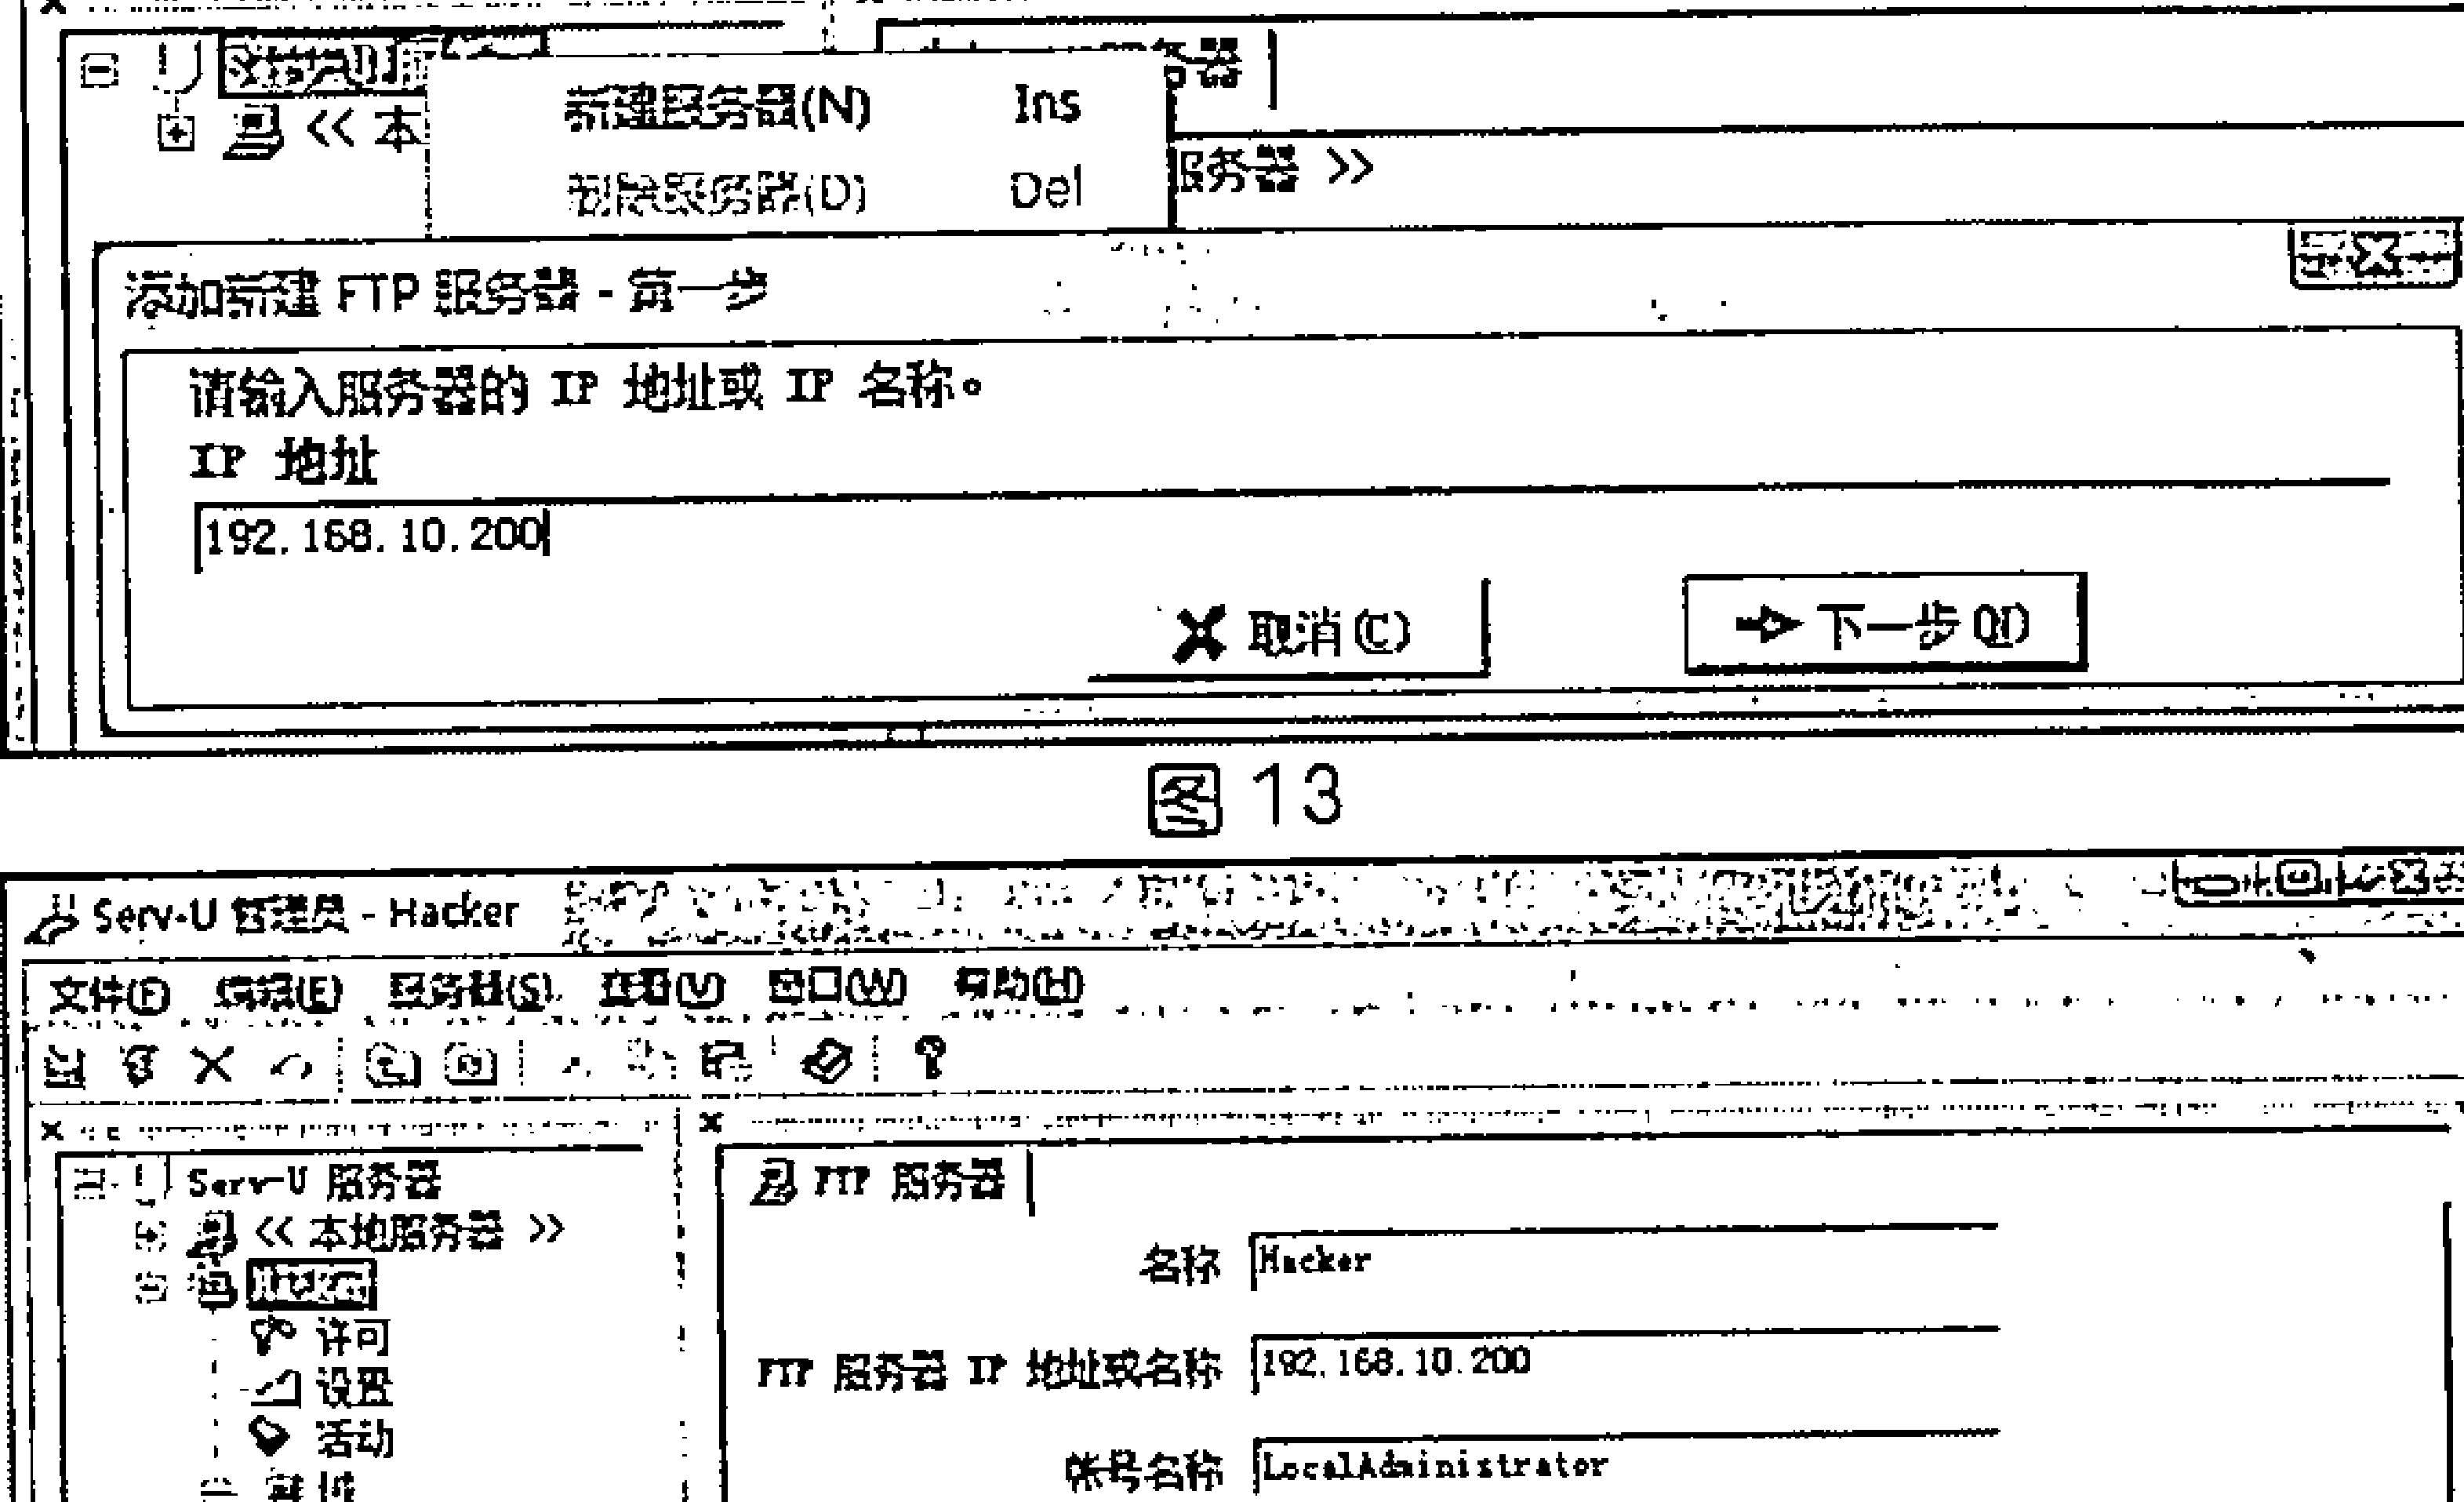 新建服务器(N) Ins
删除服务器(D) Del
<< 本
服务器 >>
添加新建 FTP 服务器 - 第一步
请输入服务器的 IP 地址或 IP 名称。
IP 地址
192.168.10.200
取消(C)
下一步(N)
图 13
Serv-U 管理员 - Hacker
文件(F) 编辑(E) 服务器(S) 查看(V) 窗口(W) 帮助(H)
Serv-U 服务器
<< 本地服务器 >>
许可
设置
活动
FTP 服务器
名称 Hacker
FTP 服务器 IP 地址或名称 192.168.10.200
帐号名称 LocalAdministrator